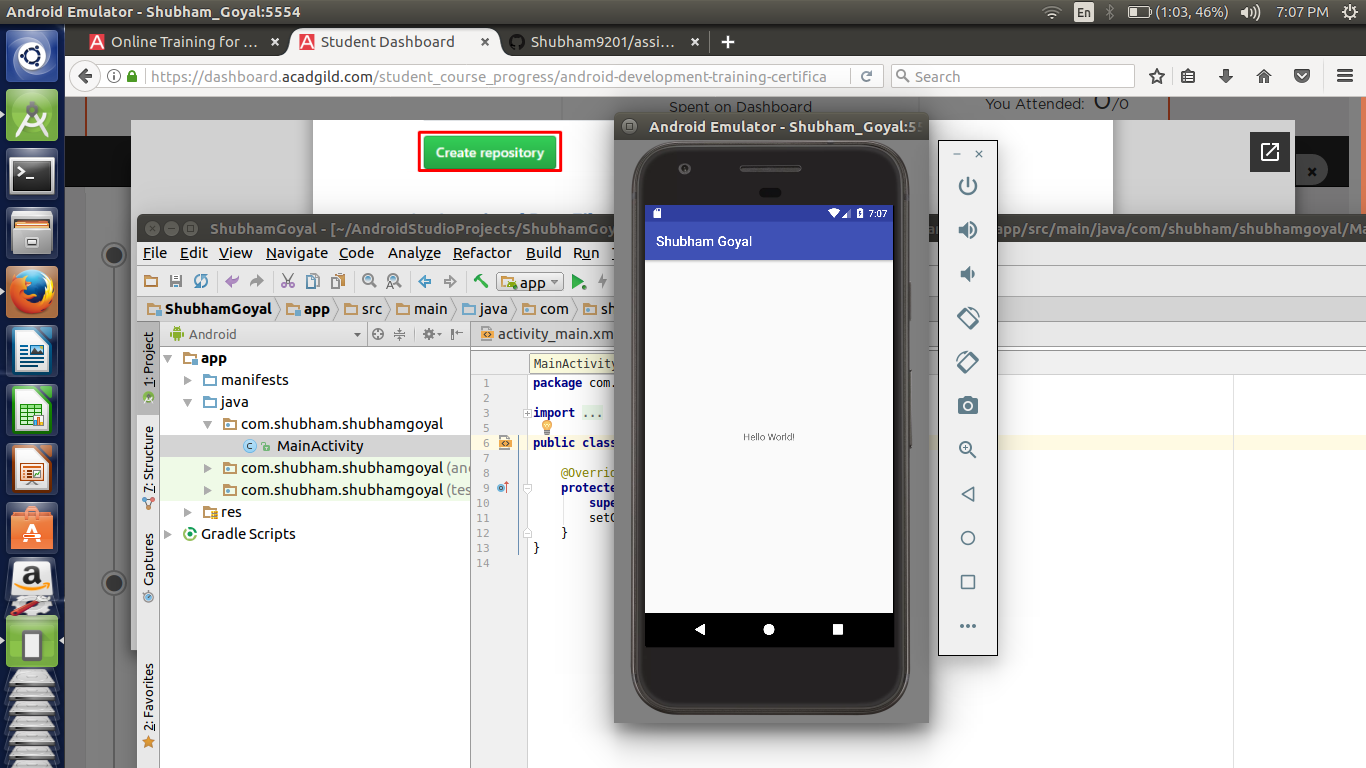 Android Emulator - Shubham_Goyal:5554
En
(1:03, 46%)
7:07 PM
Online Training for ...
Student Dashboard
Shubham9201/assi...
https://dashboard.acadgild.com/student_course_progress/android-development-training-certifica
Search
Spent on Dashboard
You Attended: 0/0
Create repository
Android Emulator - Shubham_Goyal:55
ShubhamGoyal - [~/AndroidStudioProjects/ShubhamGoy
app/src/main/java/com/shubham/shubhamgoyal/Ma
File Edit View Navigate Code Analyze Refactor Build Run
app
ShubhamGoyal app src main java com sh
Android
activity_main.xm
1: Project
7: Structure
Captures
2: Favorites
app
manifests
java
com.shubham.shubhamgoyal
MainActivity
com.shubham.shubhamgoyal (an
com.shubham.shubhamgoyal (tes
res
Gradle Scripts
MainActivity
1 package com.
2
3 import ...
5
6 public class
7
8 @Overrid
9 protecte
10 supe
11 setC
12 }
13 }
14
7:07
Shubham Goyal
Hello World!